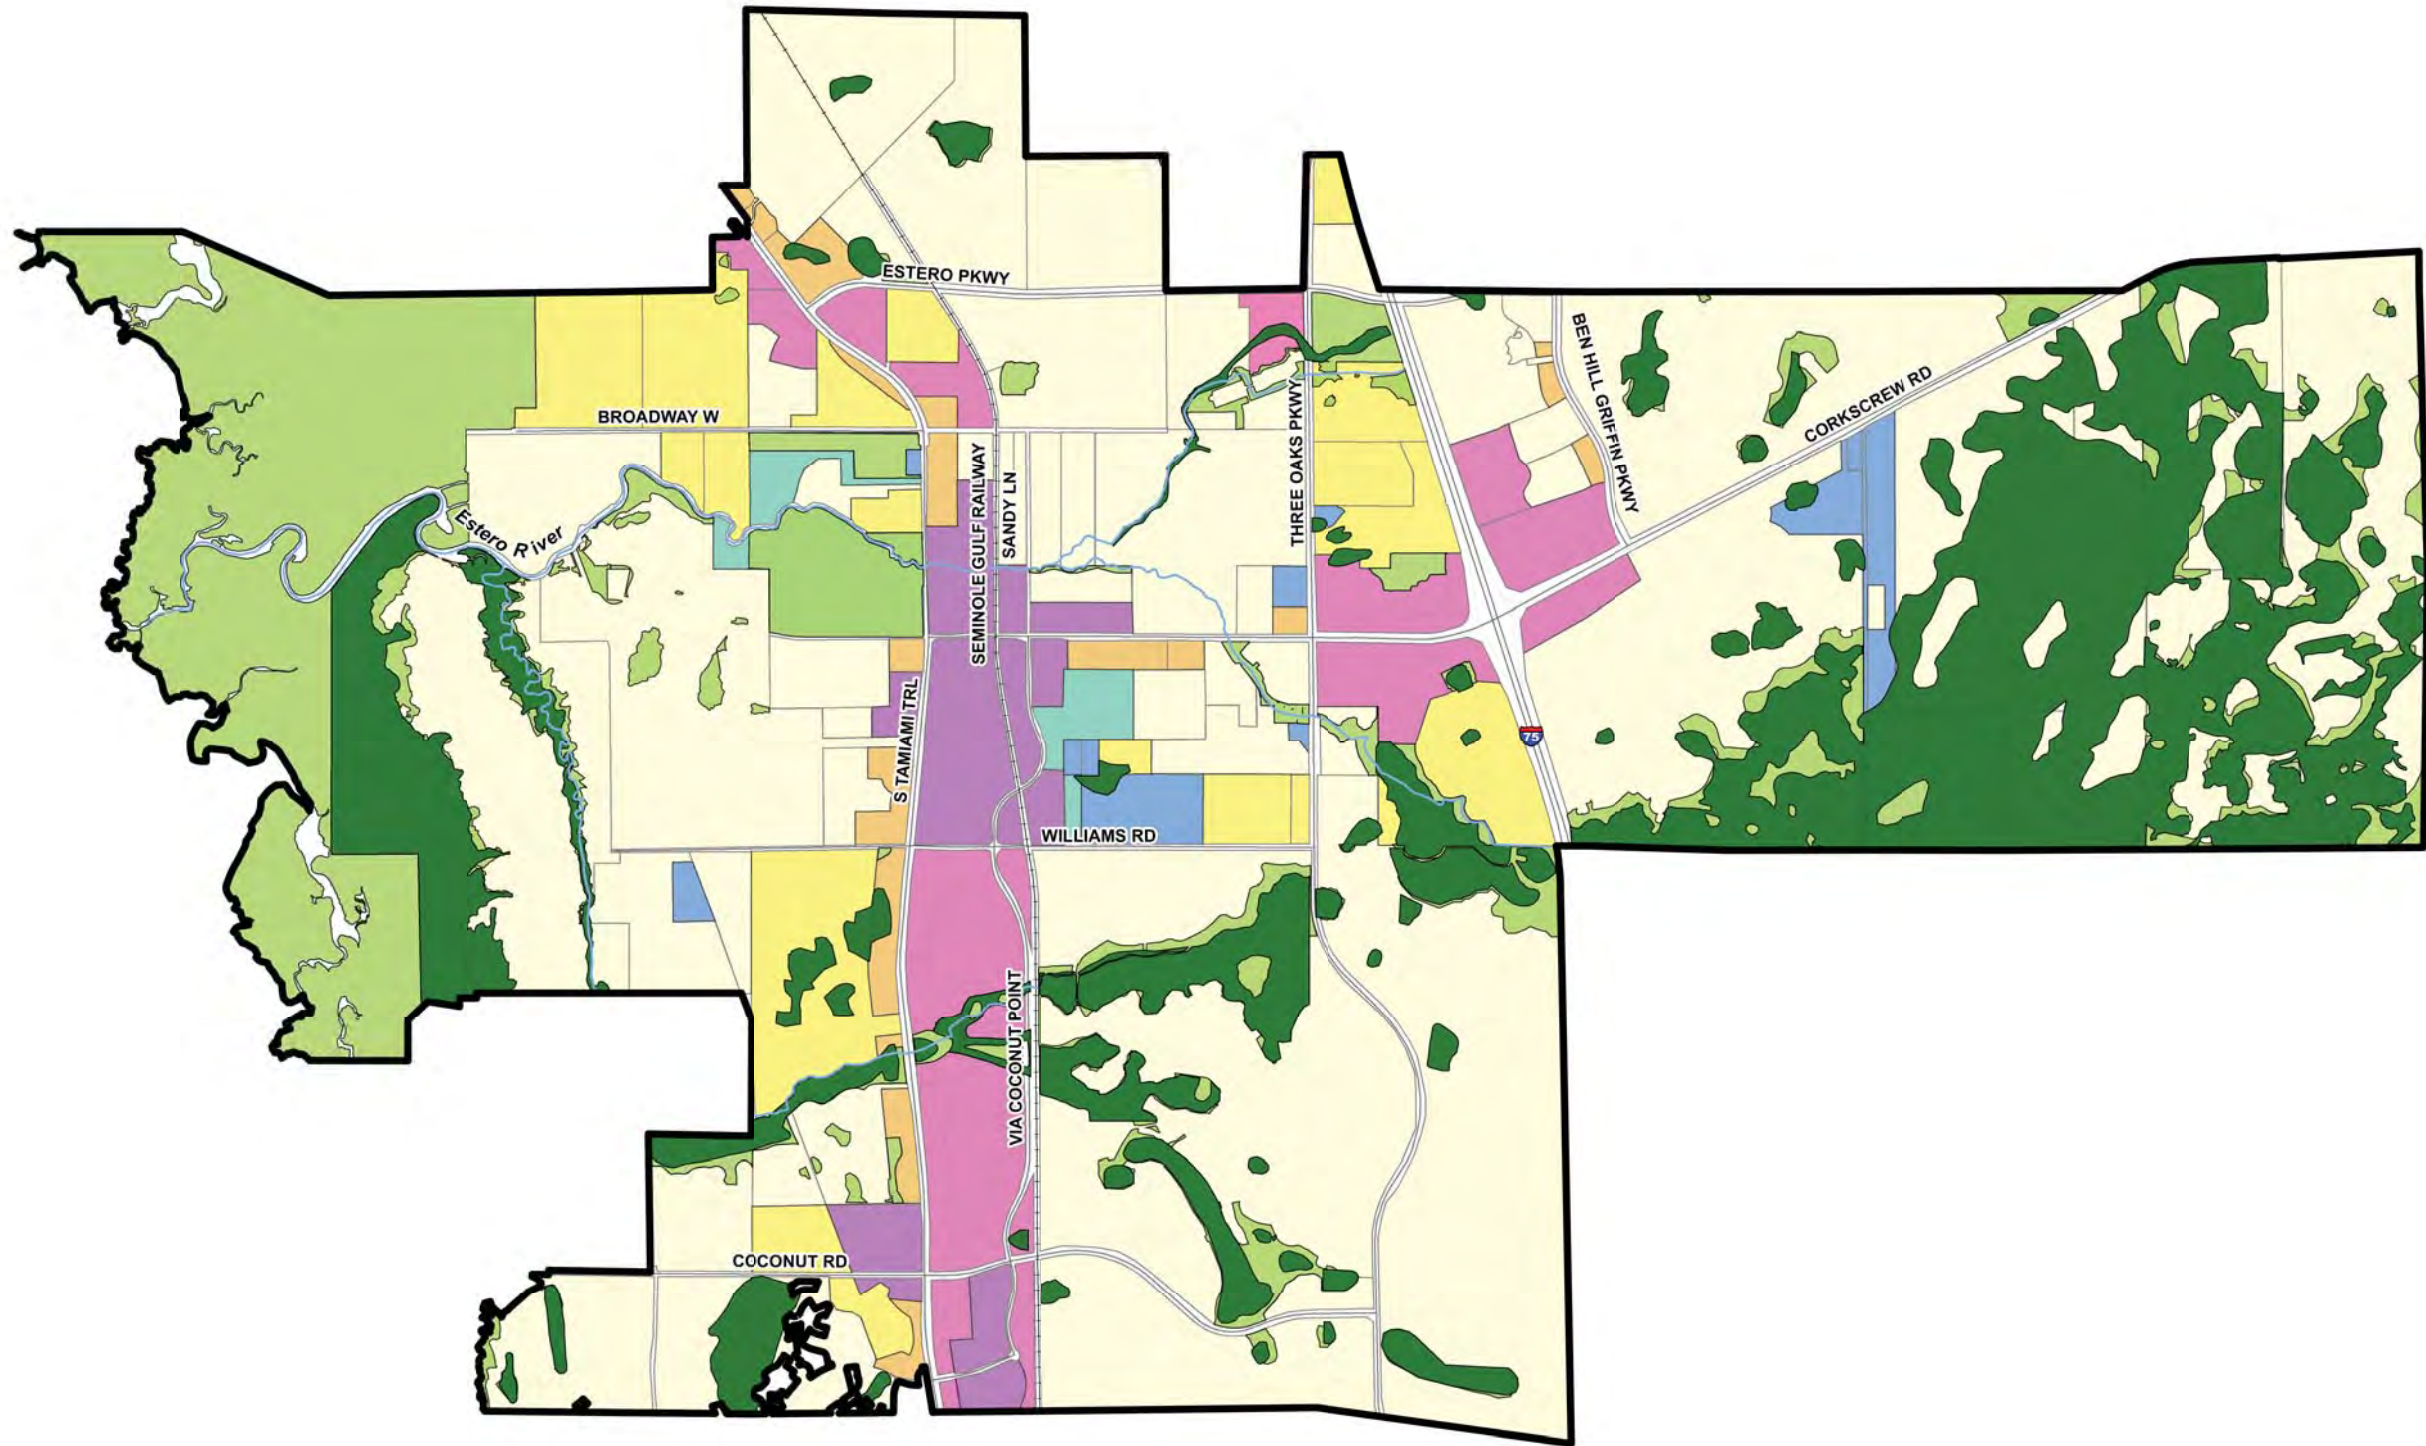 ESTERO PKWY
BEN HILL GRIFFIN PKWY
BROADWAY W
CORKSCREW RD
THREE OAKS PKWY
SEMINOLE GULF RAILWAY
SANDY LN
Estero River
S TAMIAMI TRL
75
WILLIAMS RD
VIA COCONUT POINT
COCONUT RD